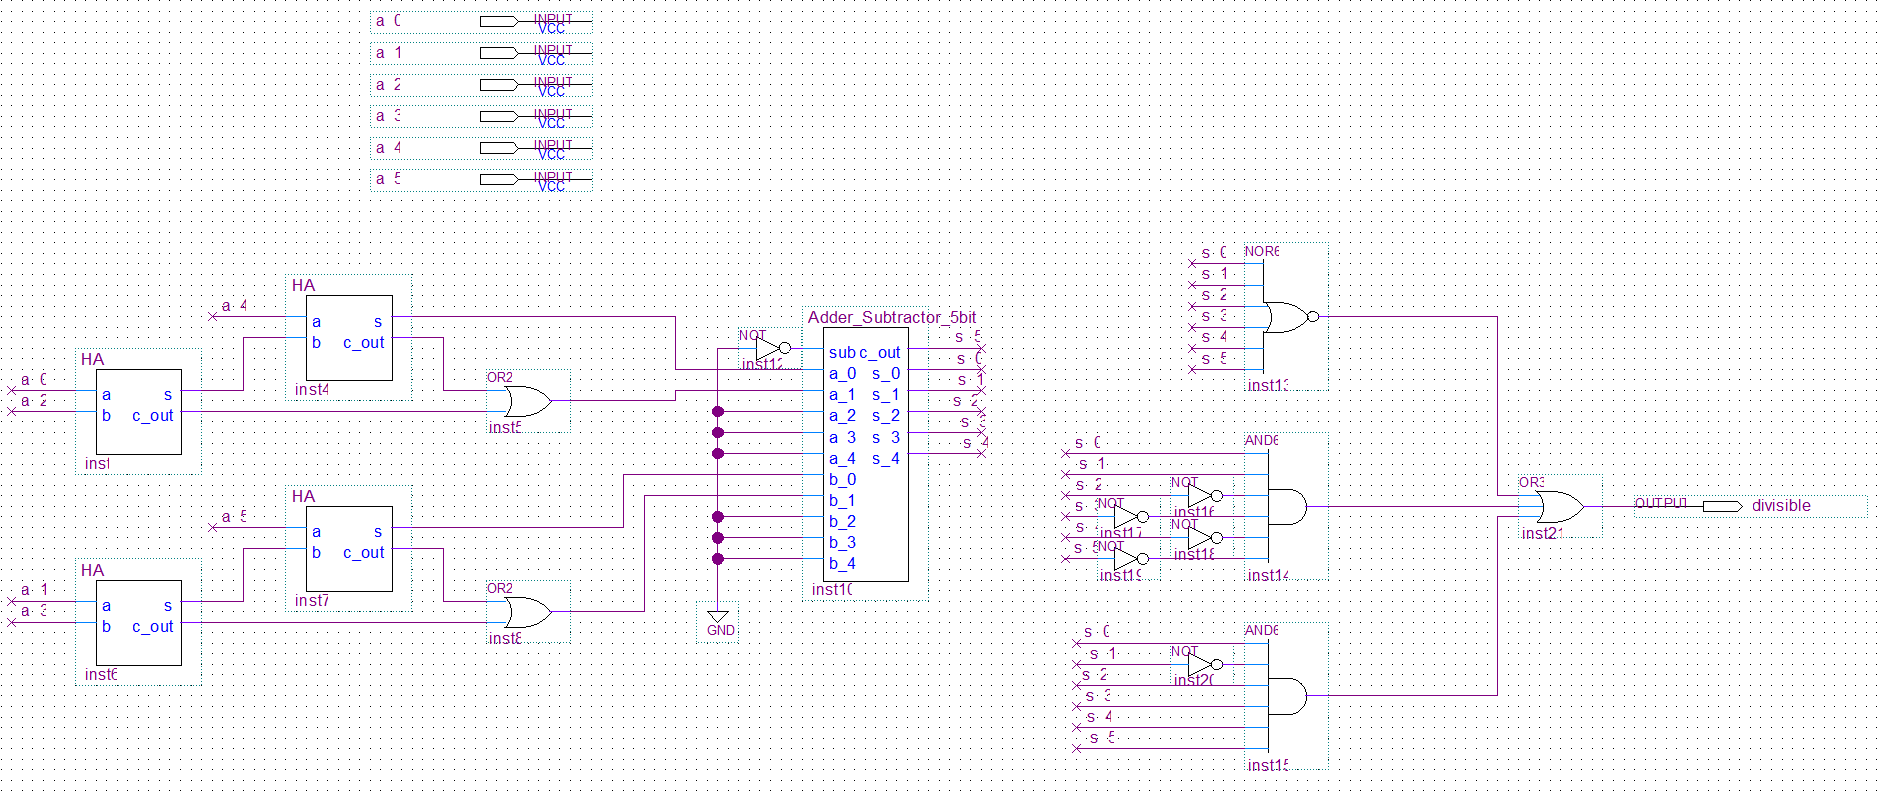 a 0 INPUT
VCC
a 1 INPUT
VCC
a 2 INPUT
VCC
a 3 INPUT
VCC
a 4 INPUT
VCC
a 5 INPUT
VCC
HA
a 4
a s
b c_out
inst4
HA
a 0
a 2
a s
b c_out
inst
OR2
inst5
HA
a 5
a s
b c_out
inst7
HA
a 1
a 3
a s
b c_out
inst6
OR2
inst8
NOT
inst12
GND
Adder_Subtractor_5bit
sub c_out
a_0 s_0
a_1 s_1
a_2 s_2
a_3 s_3
a_4 s_4
b_0
b_1
b_2
b_3
b_4
inst10
s 5
s 0
s 1
s 2
s 3
s 4
NOR6
s 0
s 1
s 2
s 3
s 4
s 5
inst13
AND6
s 0
s 1
s 2
s
s
s 5
NOT
inst16
NOT
inst17
NOT
inst18
NOT
inst19
inst14
AND6
s 0
s 1
s 2
s 3
s 4
s 5
NOT
inst20
inst15
OR3
inst21
OUTPUT
divisible